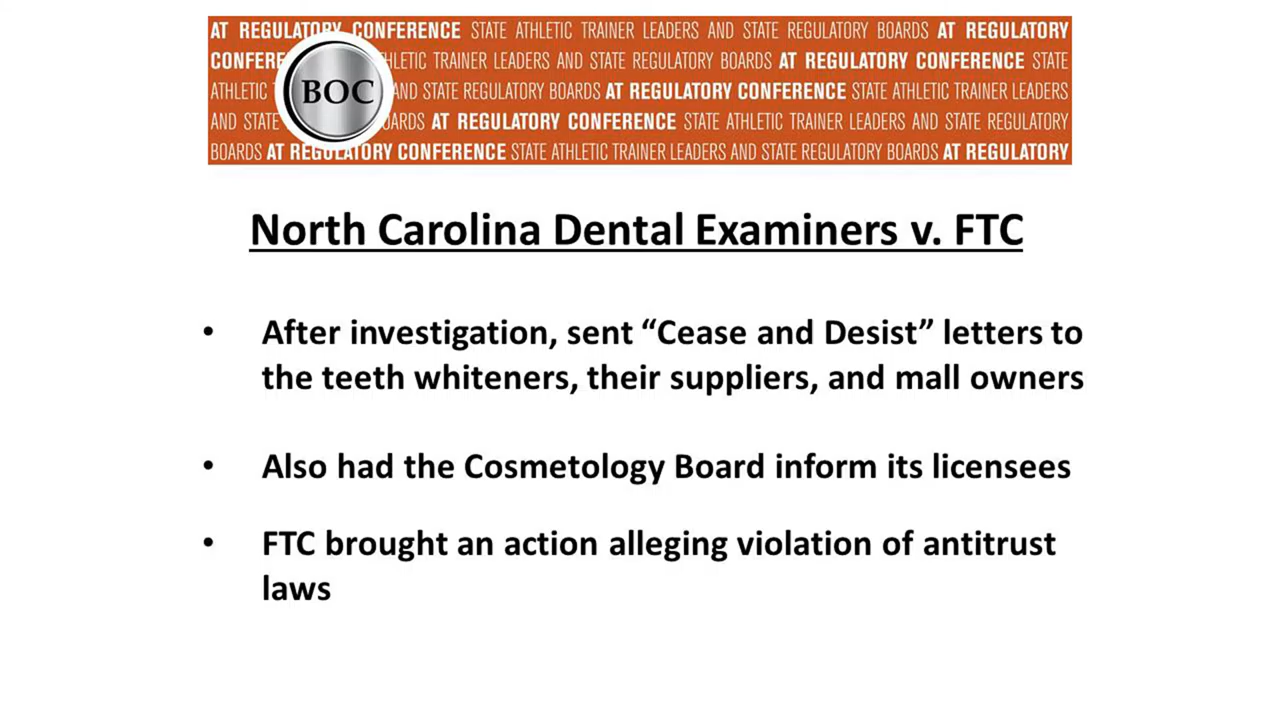 AT REGULATORY CONFERENCE STATE ATHLETIC TRAINER LEADERS AND STATE REGULATORY BOARDS AT REGULATORY
CONFERE HLETIC TRAINER LEADERS AND STATE REGULATORY BOARDS AT REGULATORY CONFERENCE STATE
ATHLETIC T AND STATE REGULATORY BOARDS AT REGULATORY CONFERENCE STATE ATHLETIC TRAINER LEADERS
BOC
AND STATE ARDS AT REGULATORY CONFERENCE STATE ATHLETIC TRAINER LEADERS AND STATE REGULATORY
BOARDS AT REGULATORY CONFERENCE STATE ATHLETIC TRAINER LEADERS AND STATE REGULATORY BOARDS AT REGULATORY
North Carolina Dental Examiners v. FTC
• After investigation, sent “Cease and Desist” letters to
the teeth whiteners, their suppliers, and mall owners
• Also had the Cosmetology Board inform its licensees
• FTC brought an action alleging violation of antitrust
laws